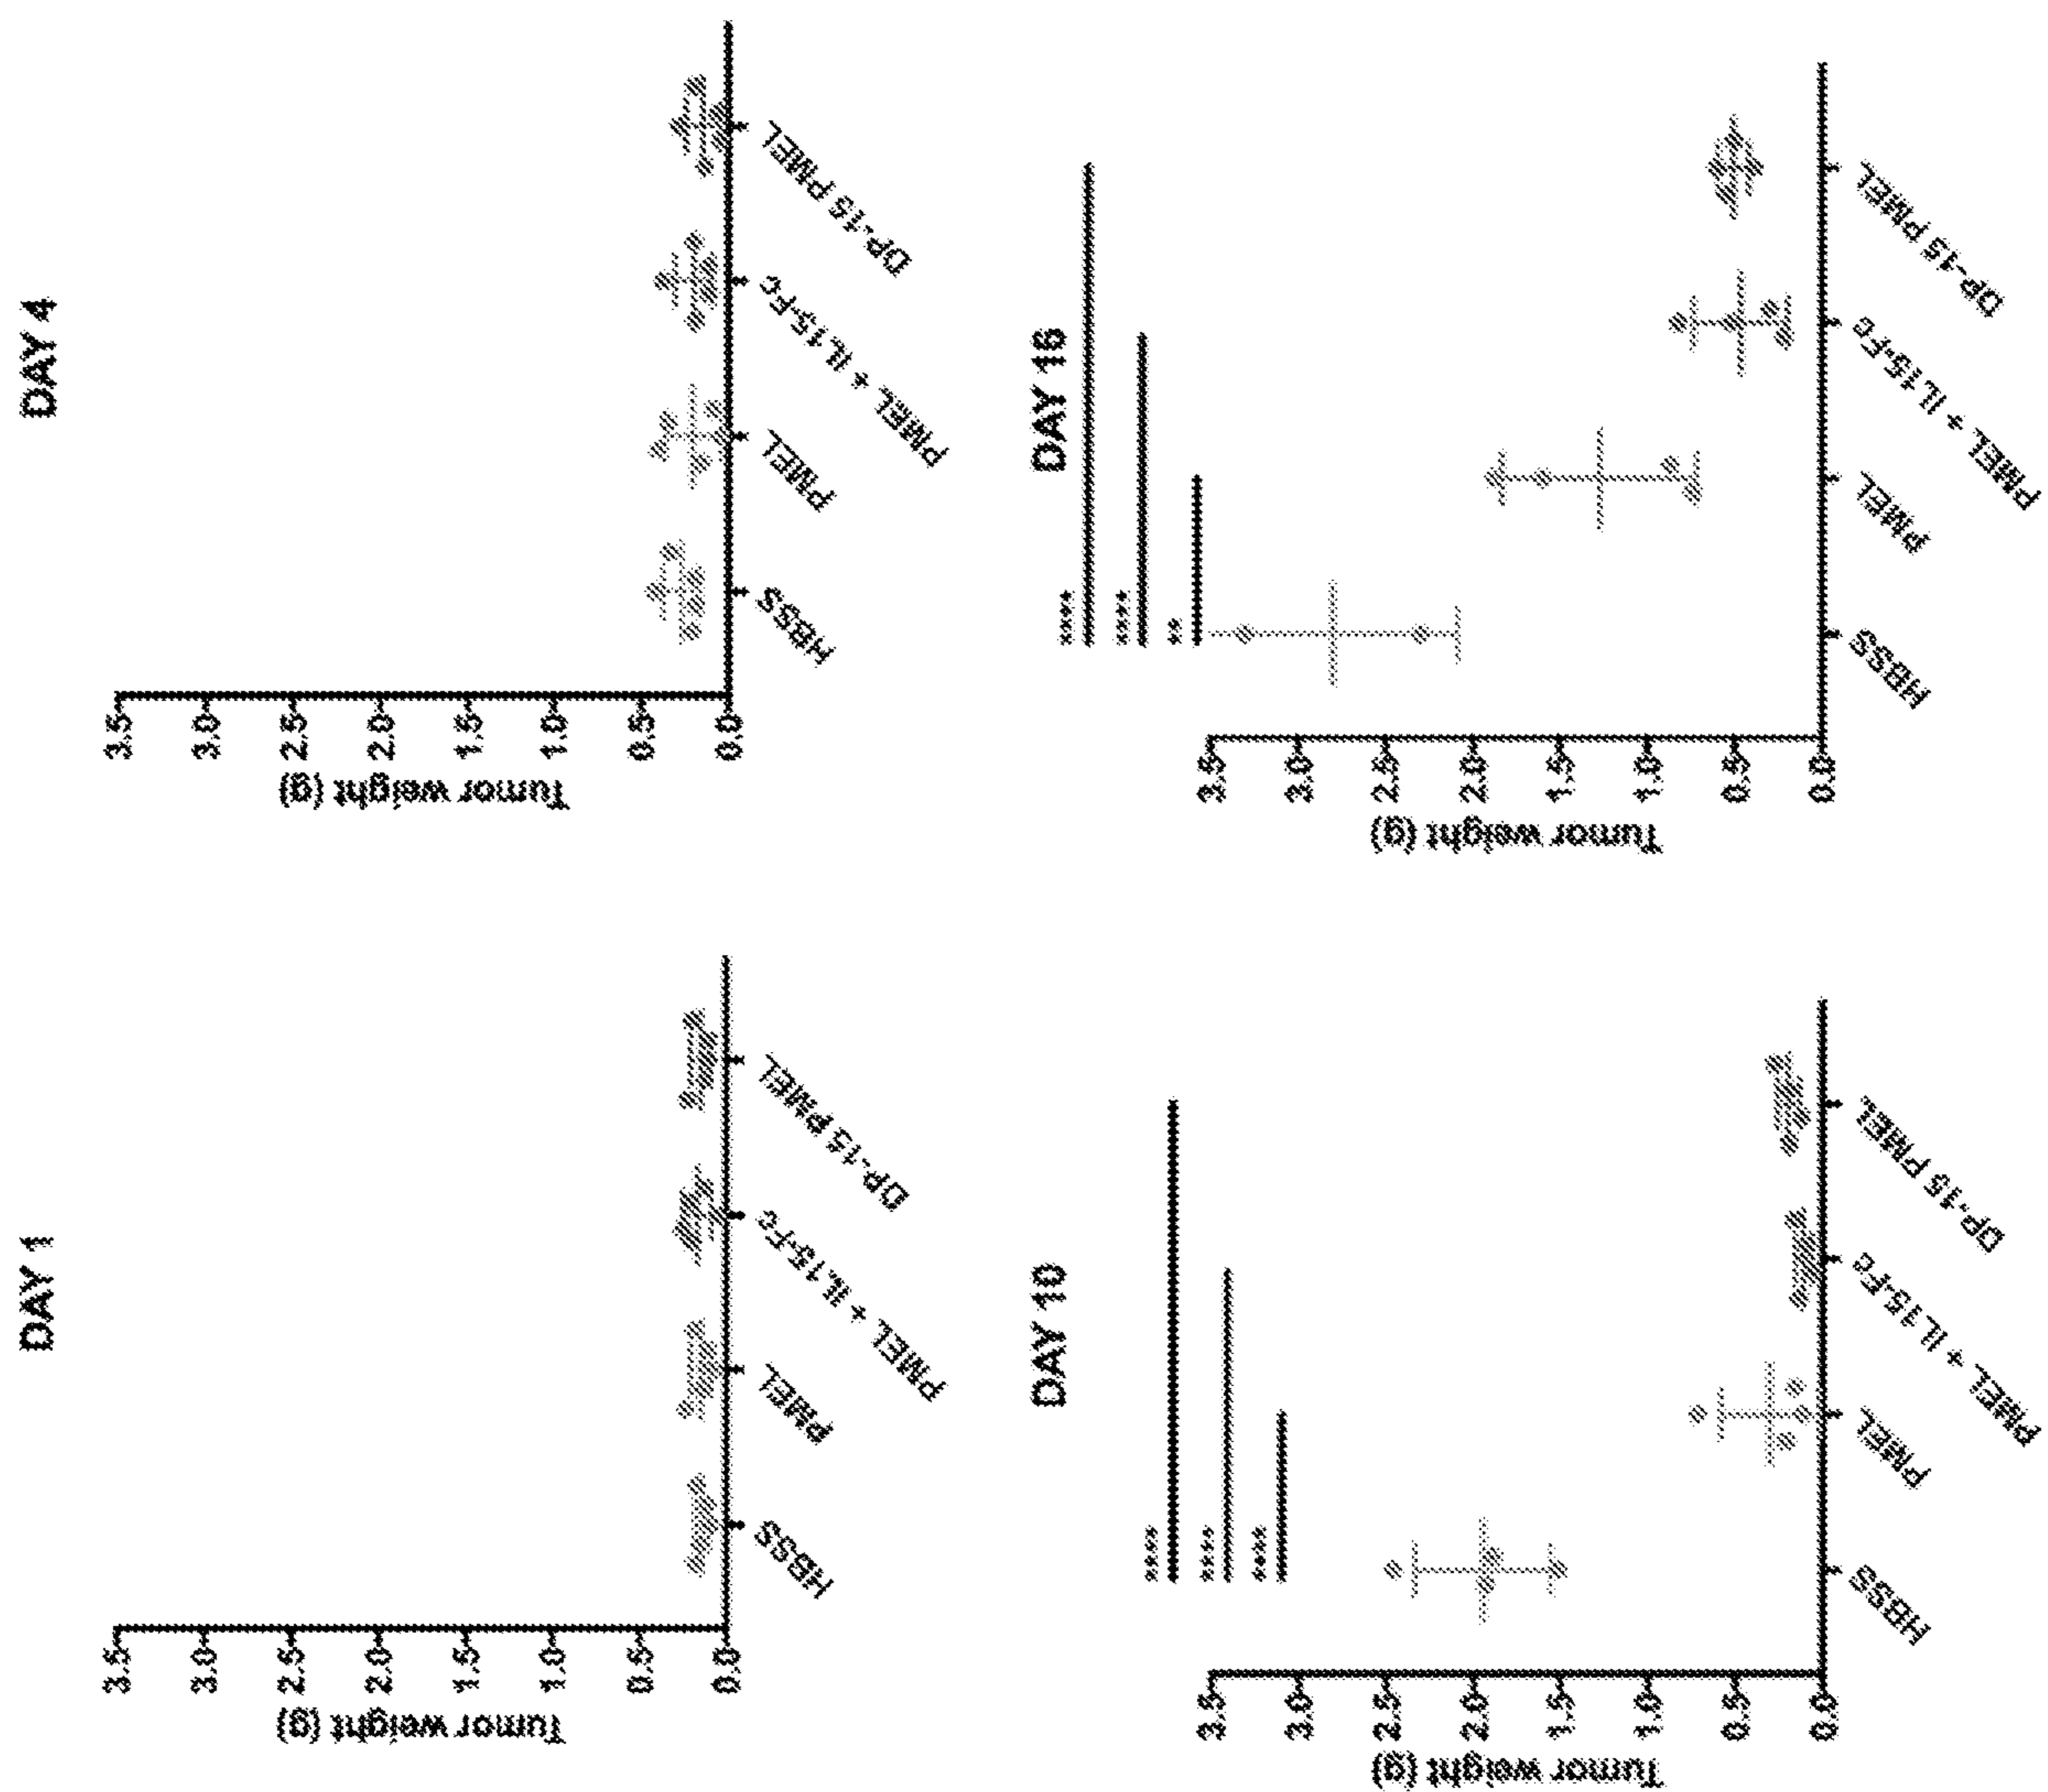 DAY 1
Tumor weight (g)
3.5
3.0
2.5
2.0
1.5
1.0
0.5
0.0
HBSS
PMEL
PMEL + IL15-Fc
DP-15 PMEL
DAY 4
Tumor weight (g)
3.5
3.0
2.5
2.0
1.5
1.0
0.5
0.0
HBSS
PMEL
PMEL + IL15-Fc
DP-15 PMEL
DAY 10
****
****
****
Tumor weight (g)
3.5
3.0
2.5
2.0
1.5
1.0
0.5
0.0
HBSS
PMEL
PMEL + IL15-Fc
DP-15 PMEL
DAY 16
****
****
**
Tumor weight (g)
3.5
3.0
2.5
2.0
1.5
1.0
0.5
0.0
HBSS
PMEL
PMEL + IL15-Fc
DP-15 PMEL